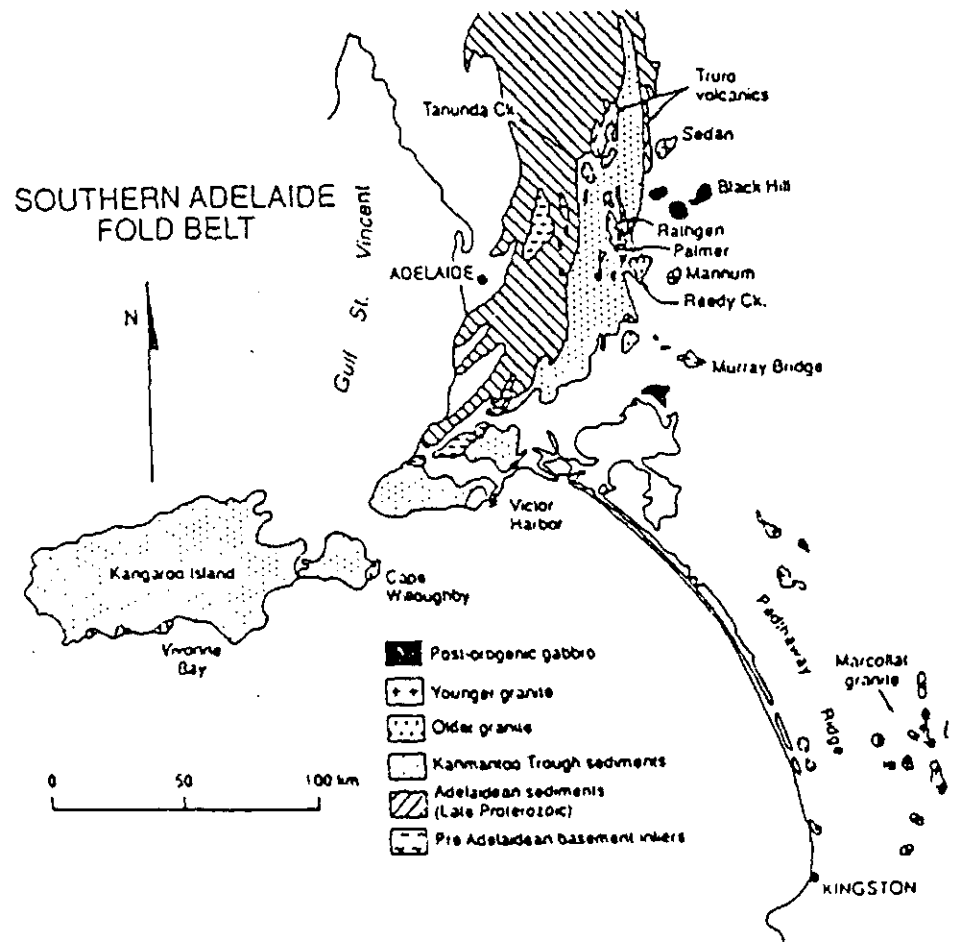 SOUTHERN ADELAIDE
FOLD BELT
N
Gulf St. Vincent
Tanunda Ck.
Truro
volcanics
Sedan
Black Hill
Rathgen
Palmer
Mannum
Reedy Ck.
ADELAIDE
Murray Bridge
Victor
Harbor
Kangaroo Island
Cape
Willoughby
Vivonne
Bay
Padthaway
Ridge
Marcollat
granite
KINGSTON
Post-orogenic gabbro
Younger granite
Older granite
Kanmantoo Trough sediments
Adelaidean sediments
(Late Proterozoic)
Pre Adelaidean basement inliers
0 50 100 km